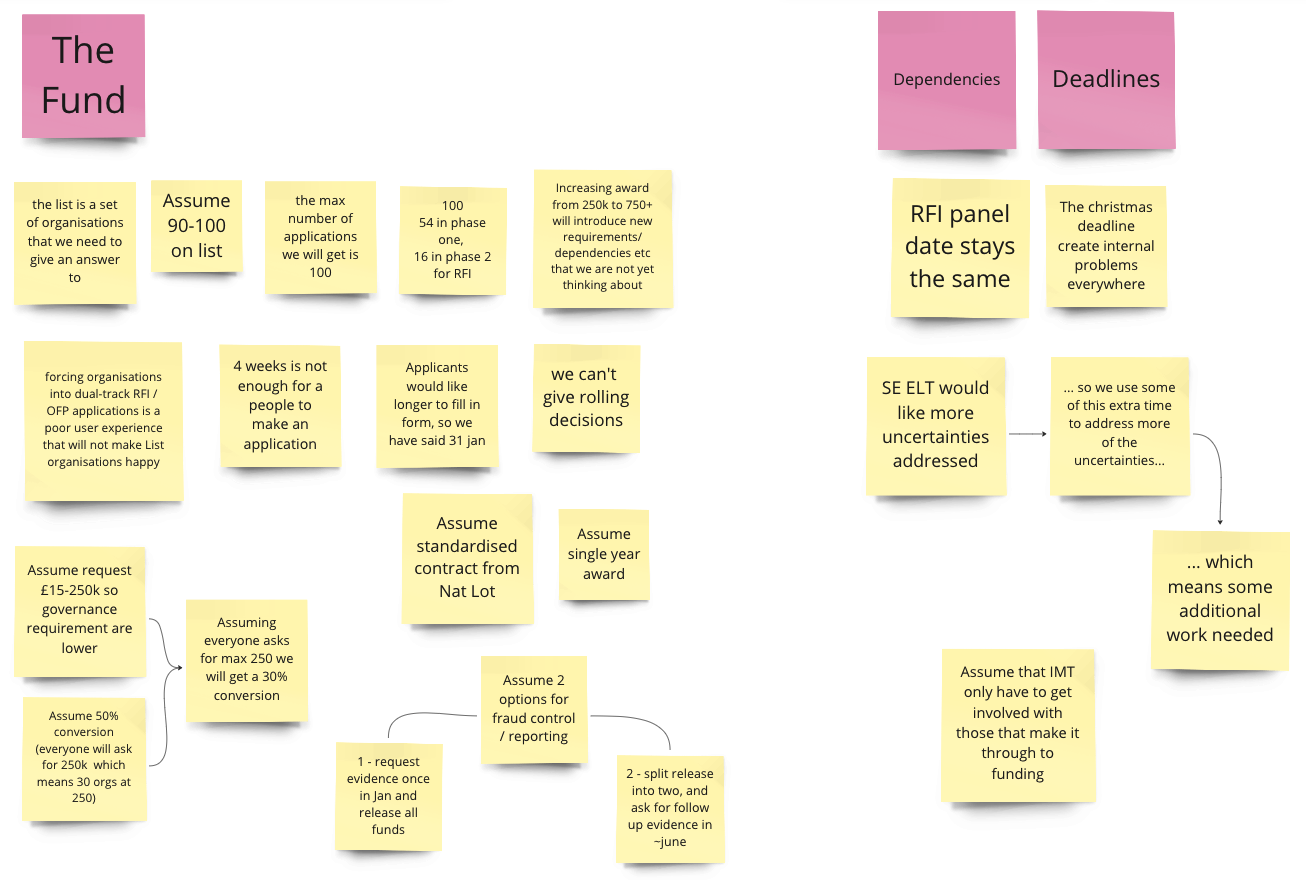 The
Fund
Dependencies
Deadlines
the list is a set
of organisations
that we need to
give an answer
to
Assume
90-100
on list
the max
number of
applications
we will get is
100
100
54 in phase
one,
16 in phase 2
for RFI
Increasing award
from 250k to 750+
will introduce new
requirements/
dependencies etc
that we are not yet
thinking about
RFI panel
date stays
the same
The christmas
deadline
create internal
problems
everywhere
forcing organisations
into dual-track RFI /
OFP applications is a
poor user experience
that will not make List
organisations happy
4 weeks is not
enough for a
people to
make an
application
Applicants
would like
longer to fill in
form, so we
have said 31 jan
we can't
give rolling
decisions
SE ELT would
like more
uncertainties
addressed
... so we use some
of this extra time
to address more
of the
uncertainties...
... which
means some
additional
work needed
Assume
standardised
contract from
Nat Lot
Assume
single year
award
Assume request
£15-250k so
governance
requirement are
lower
Assuming
everyone asks
for max 250 we
will get a 30%
conversion
Assume 50%
conversion
(everyone will ask
for 250k which
means 30 orgs at
250)
Assume 2
options for
fraud control
/ reporting
1 - request
evidence once
in Jan and
release all
funds
2 - split release
into two, and
ask for follow
up evidence in
~june
Assume that IMT
only have to get
involved with
those that make it
through to
funding